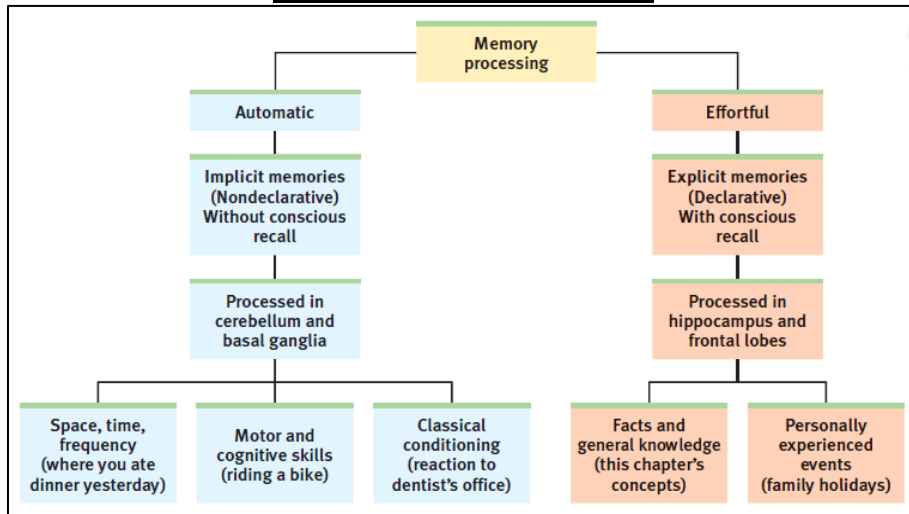 Memory
processing
Automatic
Effortful
Implicit memories
(Nondeclarative)
Without conscious
recall
Explicit memories
(Declarative)
With conscious
recall
Processed in
cerebellum and
basal ganglia
Processed in
hippocampus and
frontal lobes
Space, time,
frequency
(where you ate
dinner yesterday)
Motor and
cognitive skills
(riding a bike)
Classical
conditioning
(reaction to
dentist’s office)
Facts and
general knowledge
(this chapter’s
concepts)
Personally
experienced
events
(family holidays)